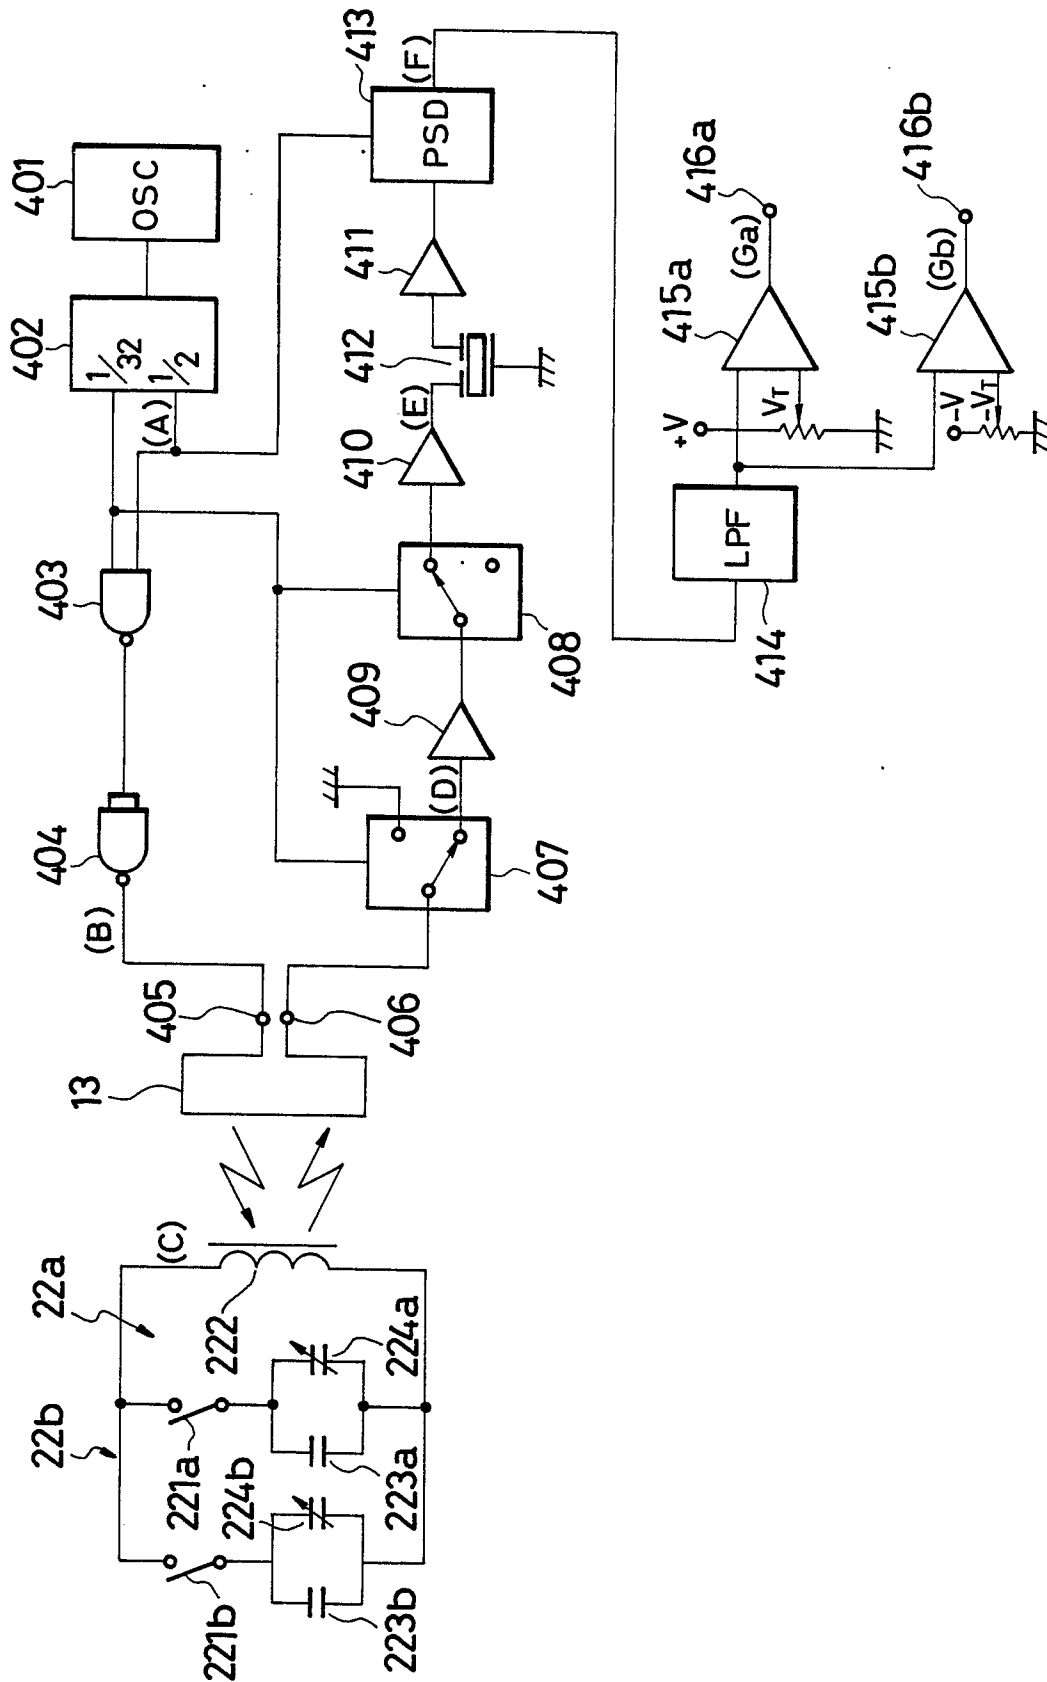 401
OSC
402
1/32
1/2
(A)
403
404
(B)
405
406
13
413
(F)
PSD
411
412
(E)
410
408
409
(D)
407
(C)
22a
22b
222
224a
221a
223a
224b
221b
223b
416a
(Ga)
415a
VT
+V
416b
(Gb)
415b
-V
-VT
LPF
414